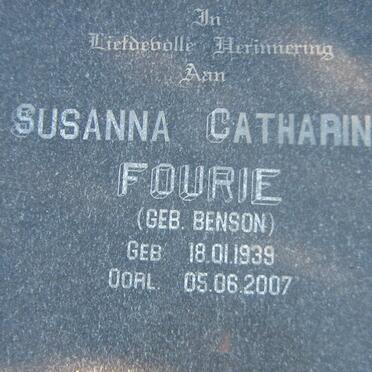 In
Liefdevolle Herinnering
Aan
SUSANNA CATHARIN
FOURIE
(GEB. BENSON)
GEB 18.01.1939
OORL. 05.06.2007